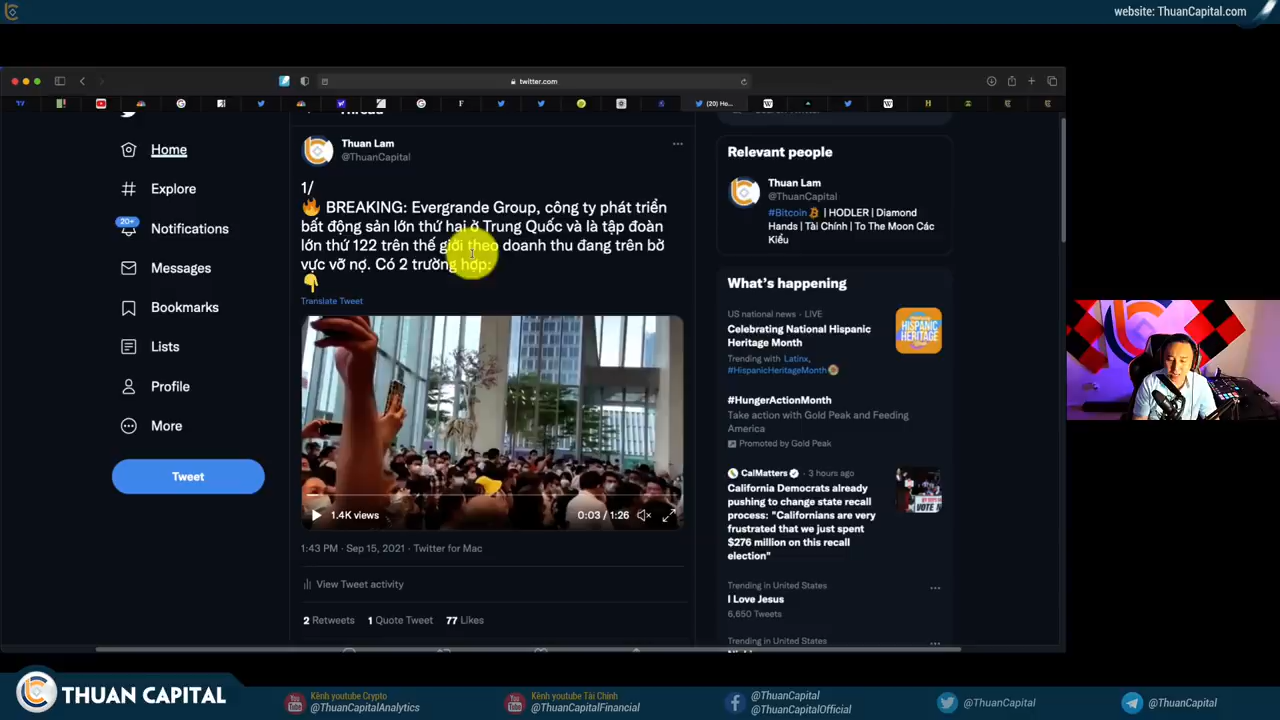 website: ThuanCapital.com
twitter.com
(20) Ho...
Thread
Home
Explore
20+
Notifications
Messages
Bookmarks
Lists
Profile
More
Tweet
Thuan Lam
@ThuanCapital
1/
🔥 BREAKING: Evergrande Group, công ty phát triển
bất động sản lớn thứ hai ở Trung Quốc và là tập đoàn
lớn thứ 122 trên thế giới theo doanh thu đang trên bờ
vực vỡ nợ. Có 2 trường hợp:
👇
Translate Tweet
1.4K views
0:03 / 1:26
1:43 PM · Sep 15, 2021 · Twitter for Mac
View Tweet activity
2 Retweets 1 Quote Tweet 77 Likes
Relevant people
Thuan Lam
@ThuanCapital
#Bitcoin | HODLER | Diamond
Hands | Tài Chính | To The Moon Các
Kiểu
What's happening
US national news · LIVE
Celebrating National Hispanic
Heritage Month
Trending with Latinx,
#HispanicHeritageMonth
HISPANIC
HERITAGE
#HungerActionMonth
Take action with Gold Peak and Feeding
America
Promoted by Gold Peak
CalMatters · 3 hours ago
California Democrats already
pushing to change state recall
process: "Californians are very
frustrated that we just spent
$276 million on this recall
election"
Trending in United States
I Love Jesus
6,650 Tweets
Trending in United States
THUAN CAPITAL
Kênh youtube Crypto
@ThuanCapitalAnalytics
Kênh youtube Tài Chính
@ThuanCapitalFinancial
@ThuanCapital
@ThuanCapitalOfficial
@ThuanCapital
@ThuanCapital